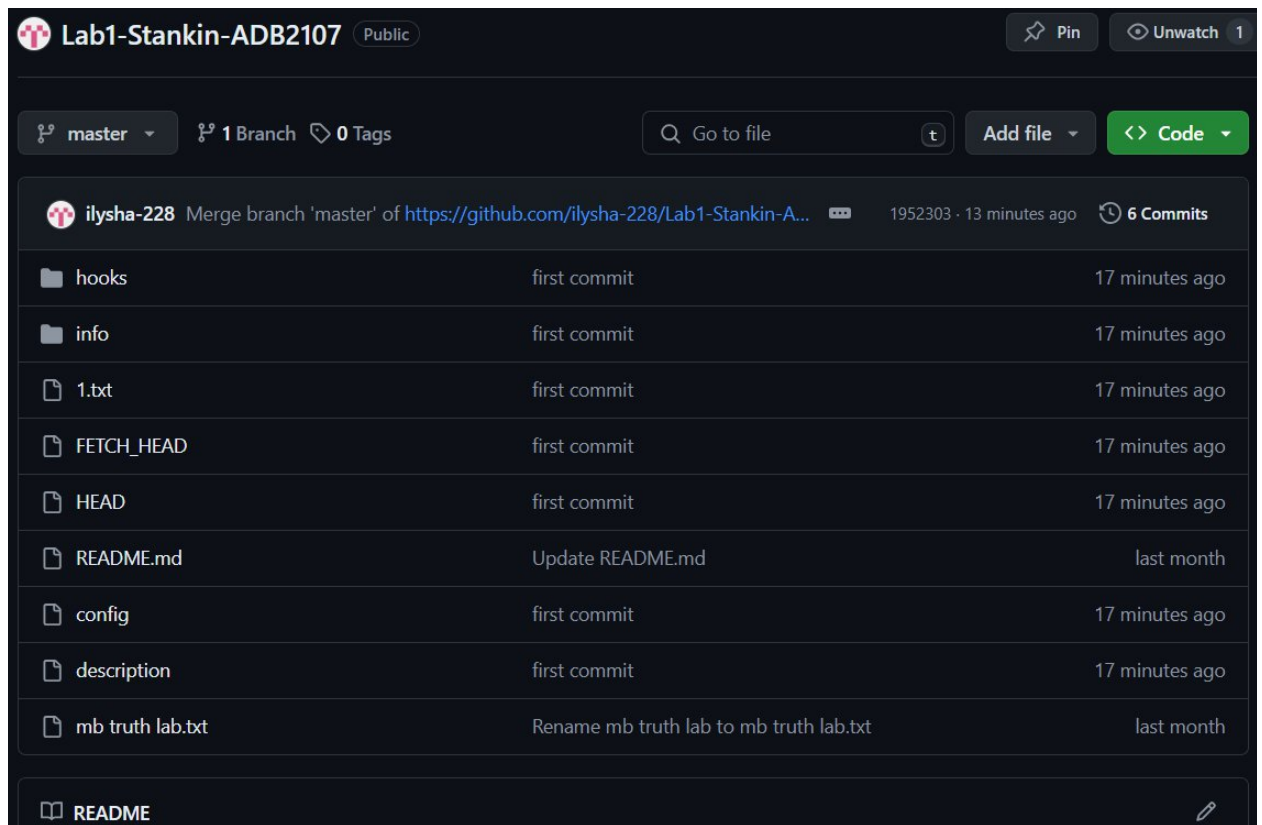 Lab1-Stankin-ADB2107 Public Pin Unwatch 1
master 1 Branch 0 Tags Go to file t Add file Code
ilysha-228 Merge branch 'master' of https://github.com/ilysha-228/Lab1-Stankin-A... 1952303 · 13 minutes ago 6 Commits
hooks first commit 17 minutes ago
info first commit 17 minutes ago
1.txt first commit 17 minutes ago
FETCH_HEAD first commit 17 minutes ago
HEAD first commit 17 minutes ago
README.md Update README.md last month
config first commit 17 minutes ago
description first commit 17 minutes ago
mb truth lab.txt Rename mb truth lab to mb truth lab.txt last month
README